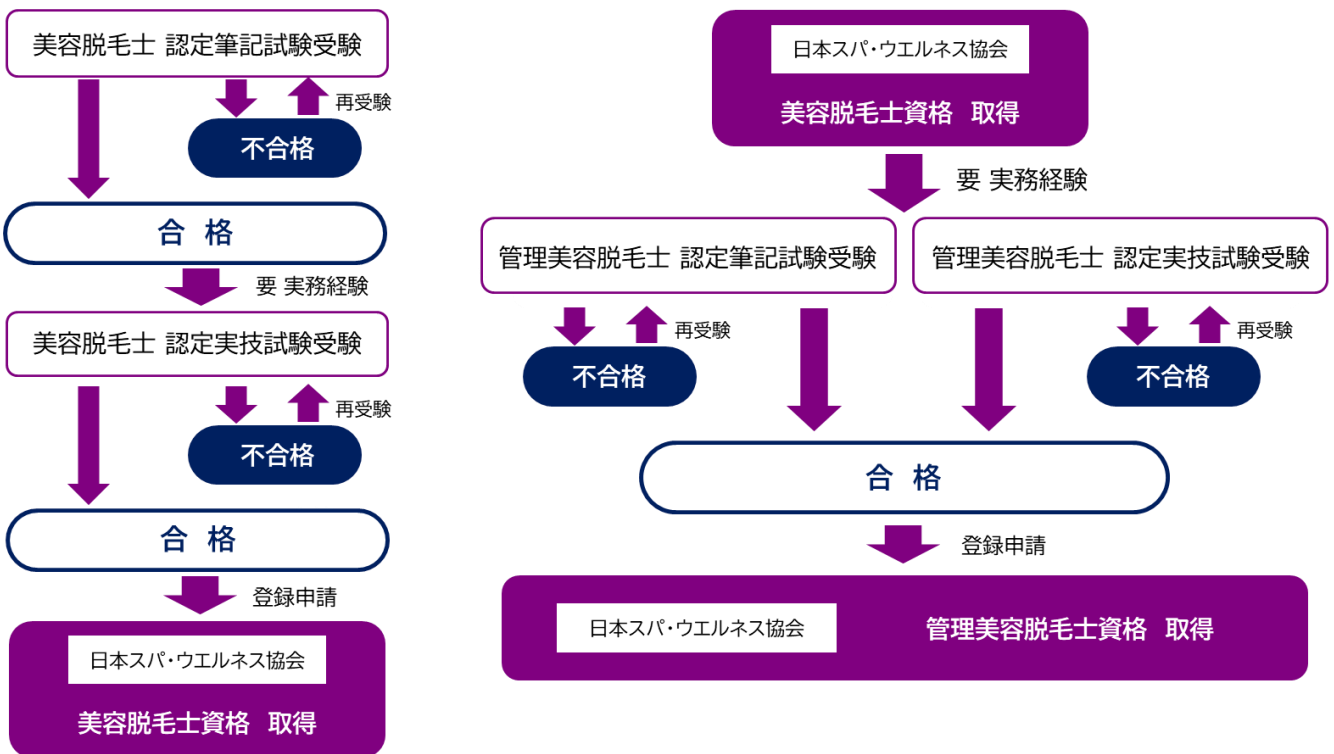 美容脱毛士 認定筆記試験受験
再受験
不合格
合 格
要 実務経験
美容脱毛士 認定実技試験受験
再受験
不合格
合 格
登録申請
日本スパ・ウエルネス協会
美容脱毛士資格 取得
日本スパ・ウエルネス協会
美容脱毛士資格 取得
要 実務経験
管理美容脱毛士 認定筆記試験受験
管理美容脱毛士 認定実技試験受験
再受験
再受験
不合格
不合格
合 格
登録申請
日本スパ・ウエルネス協会
管理美容脱毛士資格 取得